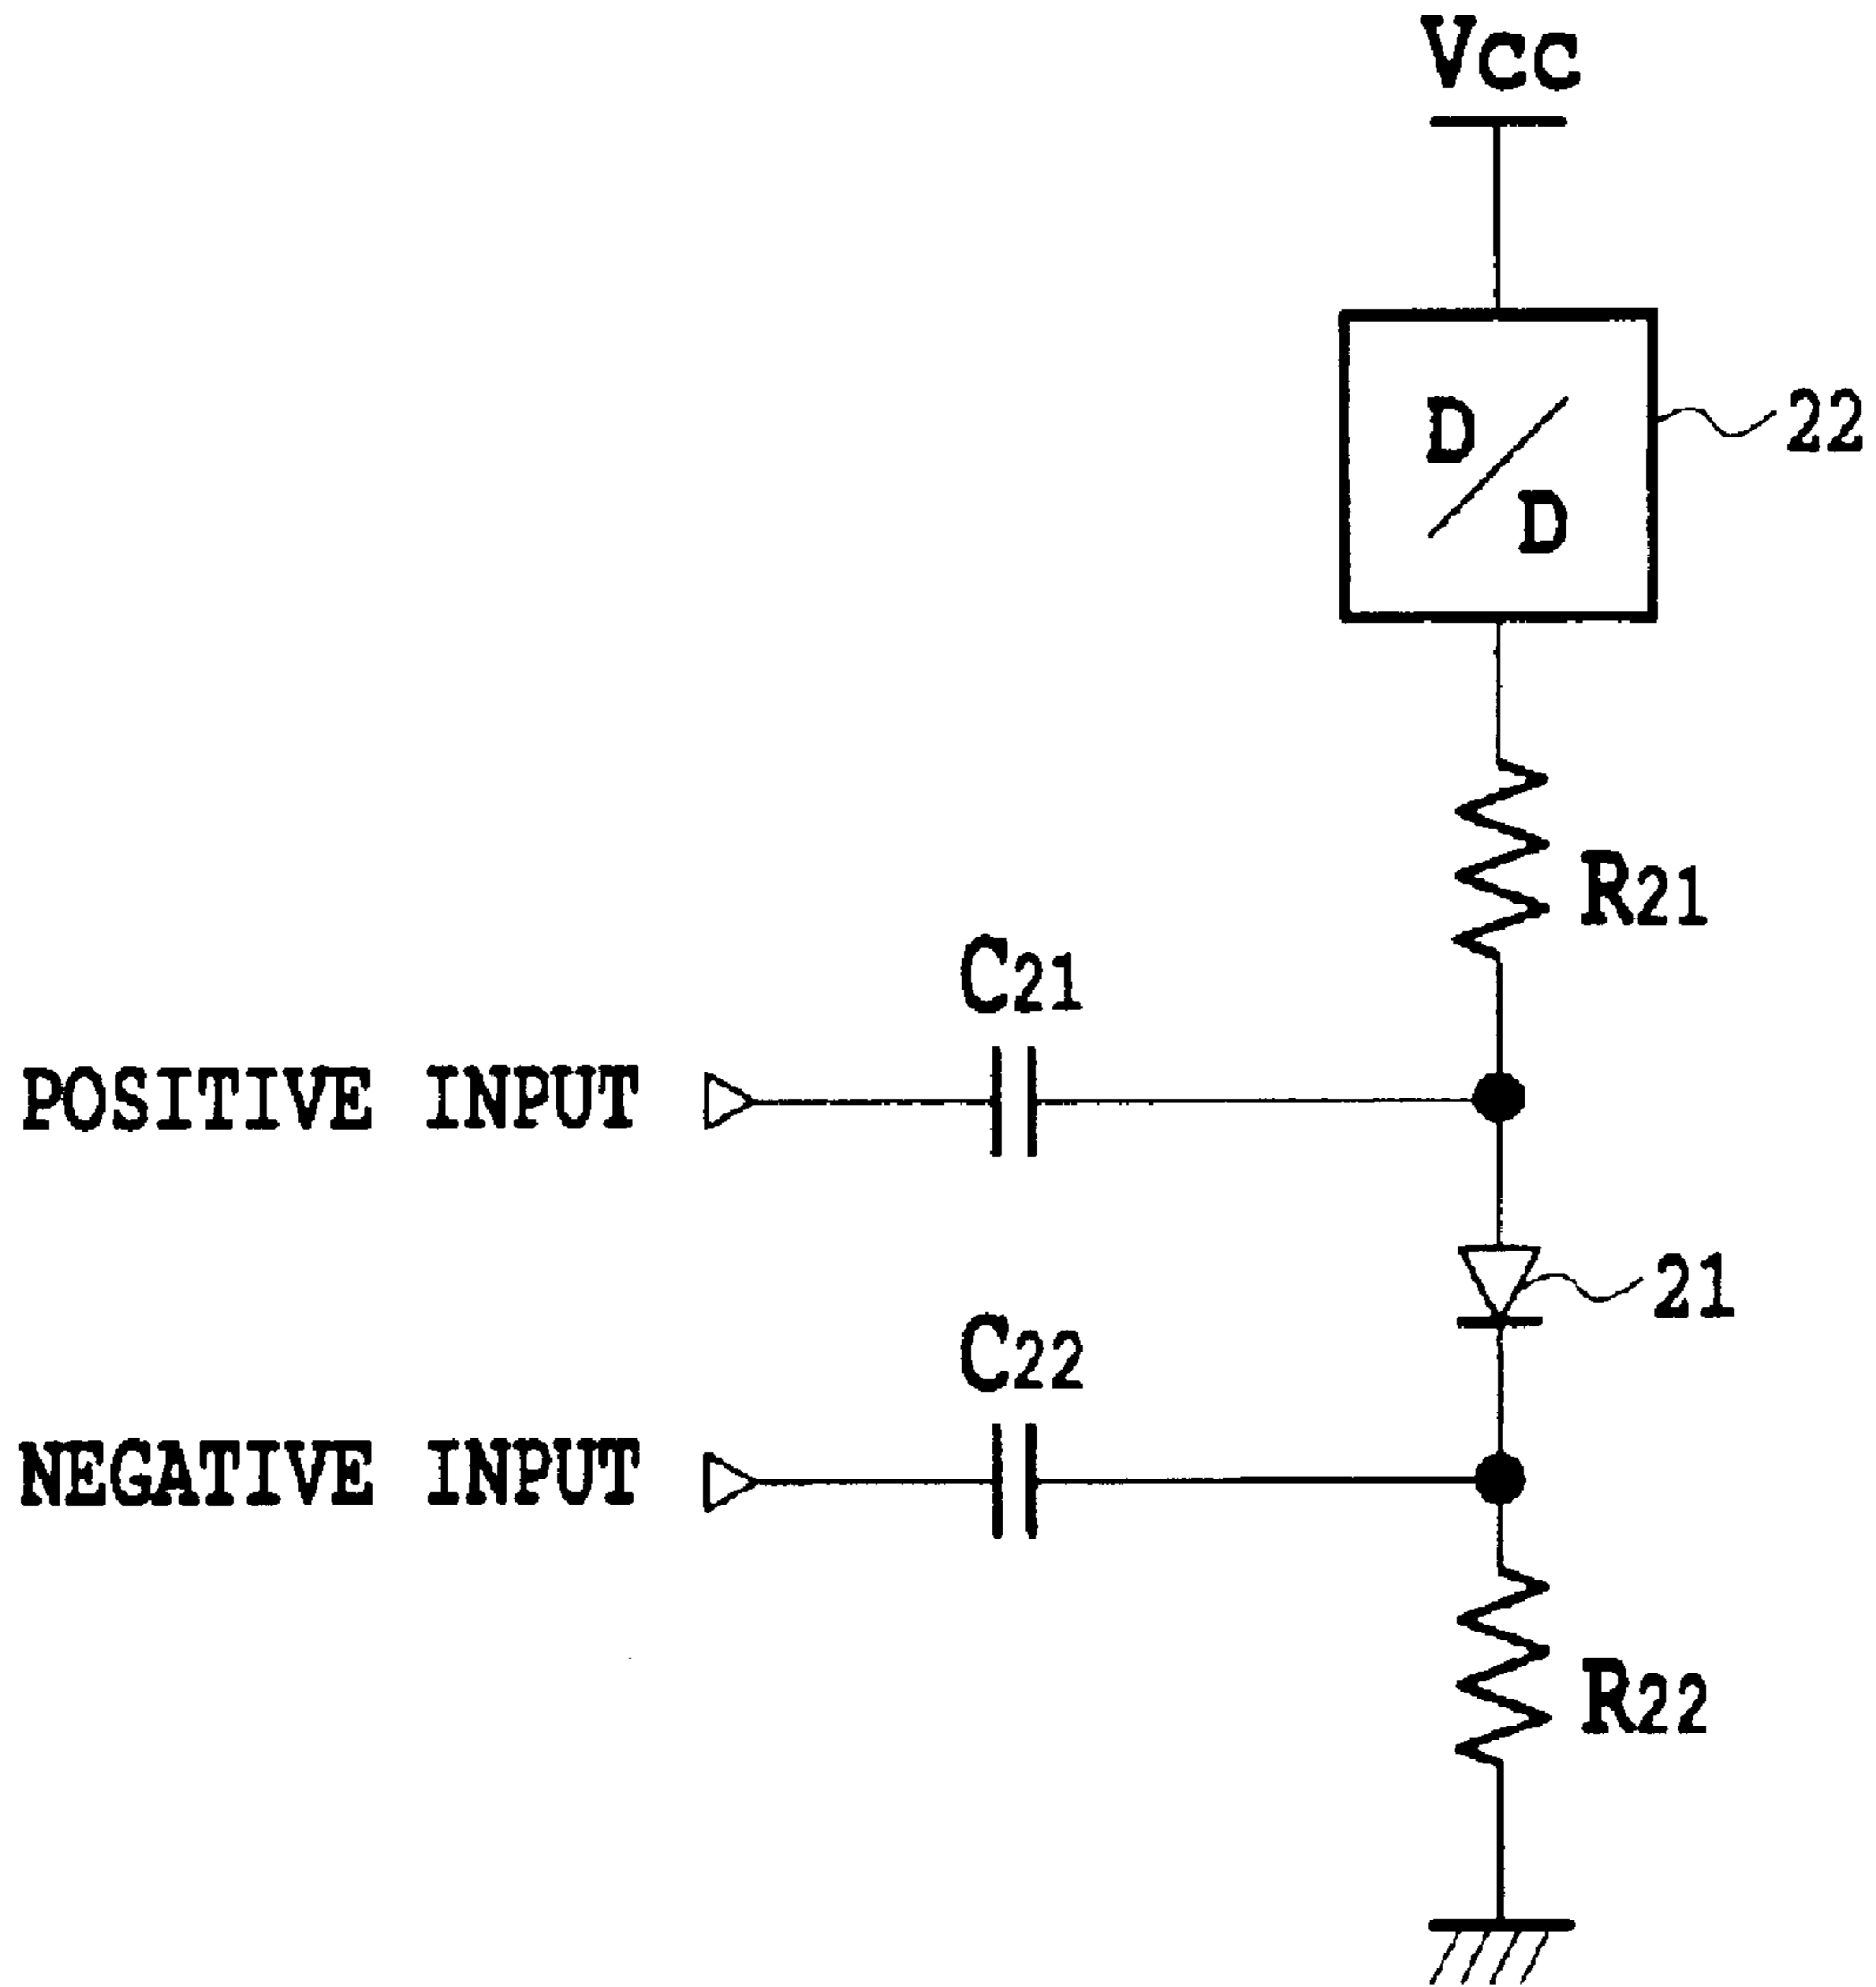 VCC
D/D
22
R21
C21
POSITIVE INPUT
21
C22
NEGATIVE INPUT
R22